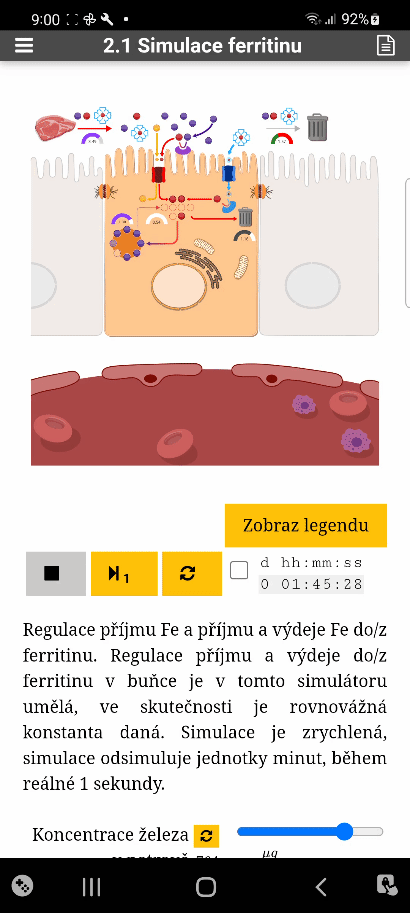 9:00
92%
2.1 Simulace ferritinu
Zobraz legendu
1
d hh:mm:ss
0 01:45:28
Regulace příjmu Fe a příjmu a výdeje Fe do/z
ferritinu. Regulace příjmu a výdeje do/z
ferritinu v buňce je v tomto simulátoru
umělá, ve skutečnosti je rovnovážná
konstanta daná. Simulace je zrychlená,
simulace odsimuluje jednotky minut, během
reálné 1 sekundy.
Koncentrace železa
μg